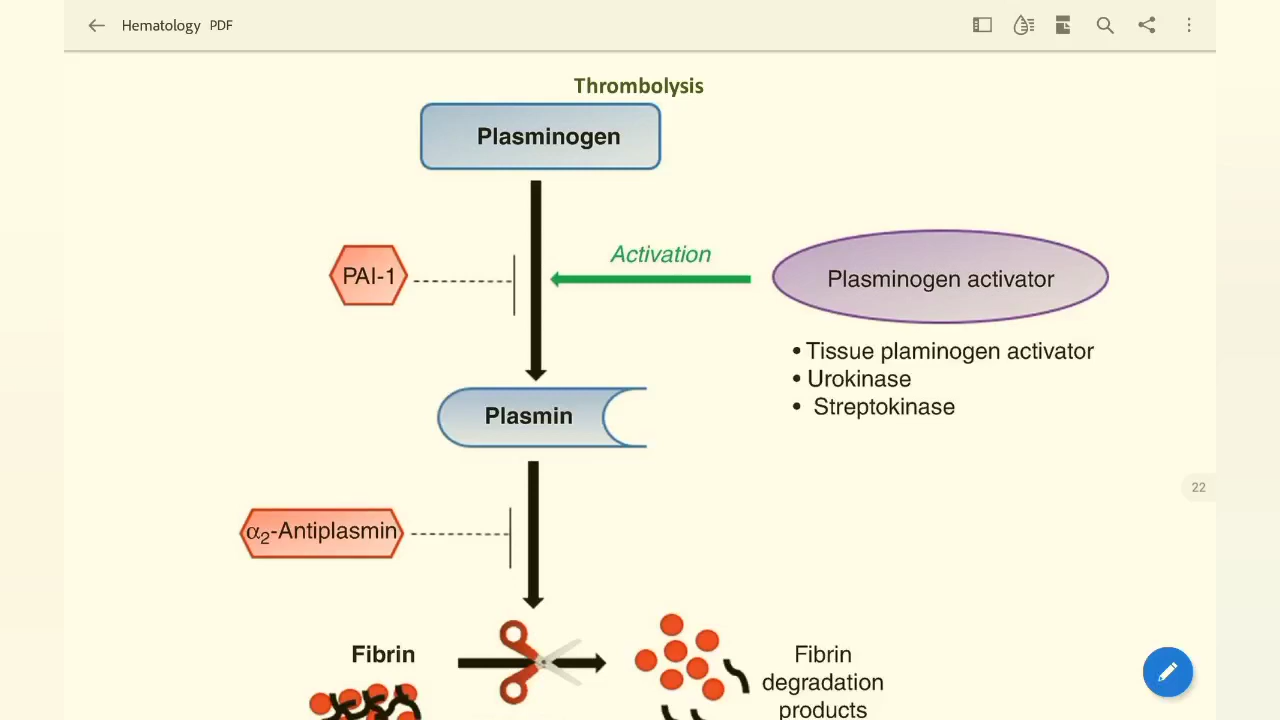 Hematology PDF
Thrombolysis
Plasminogen
Activation
PAI-1
Plasminogen activator
• Tissue plaminogen activator
• Urokinase
• Streptokinase
Plasmin
22
α2-Antiplasmin
Fibrin
Fibrin
degradation
products